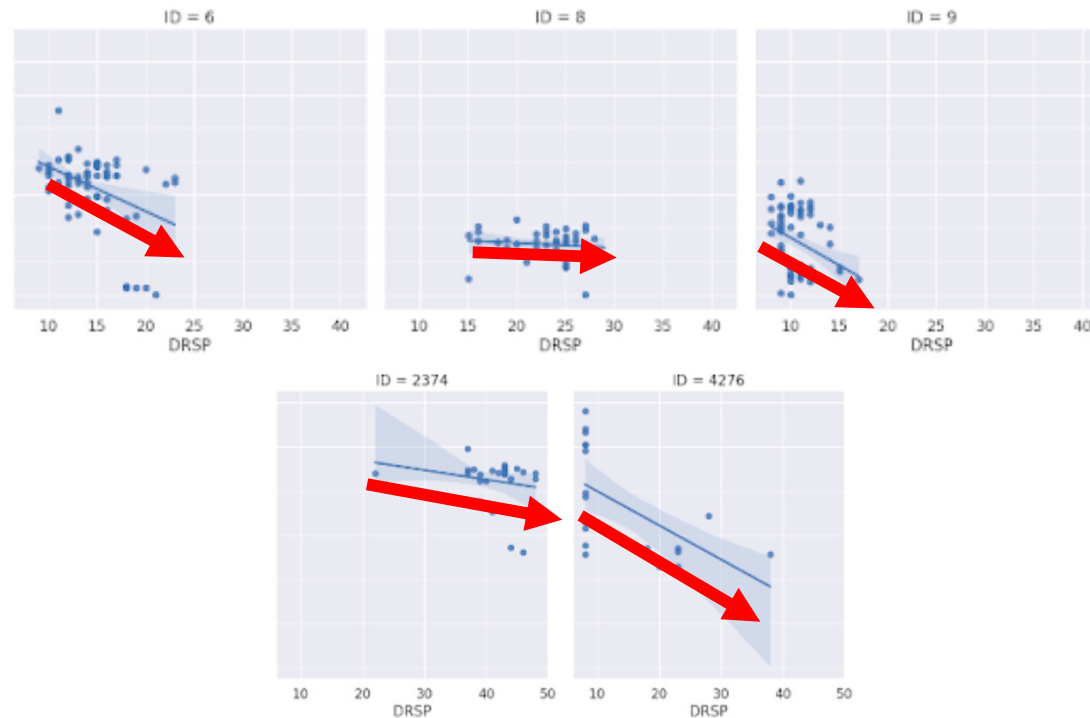 ID = 6
ID = 8
ID = 9
10 15 20 25 30 35 40
10 15 20 25 30 35 40
10 15 20 25 30 35 40
DRSP
DRSP
DRSP
ID = 2374
ID = 4276
10 20 30 40 50
10 20 30 40 50
DRSP
DRSP